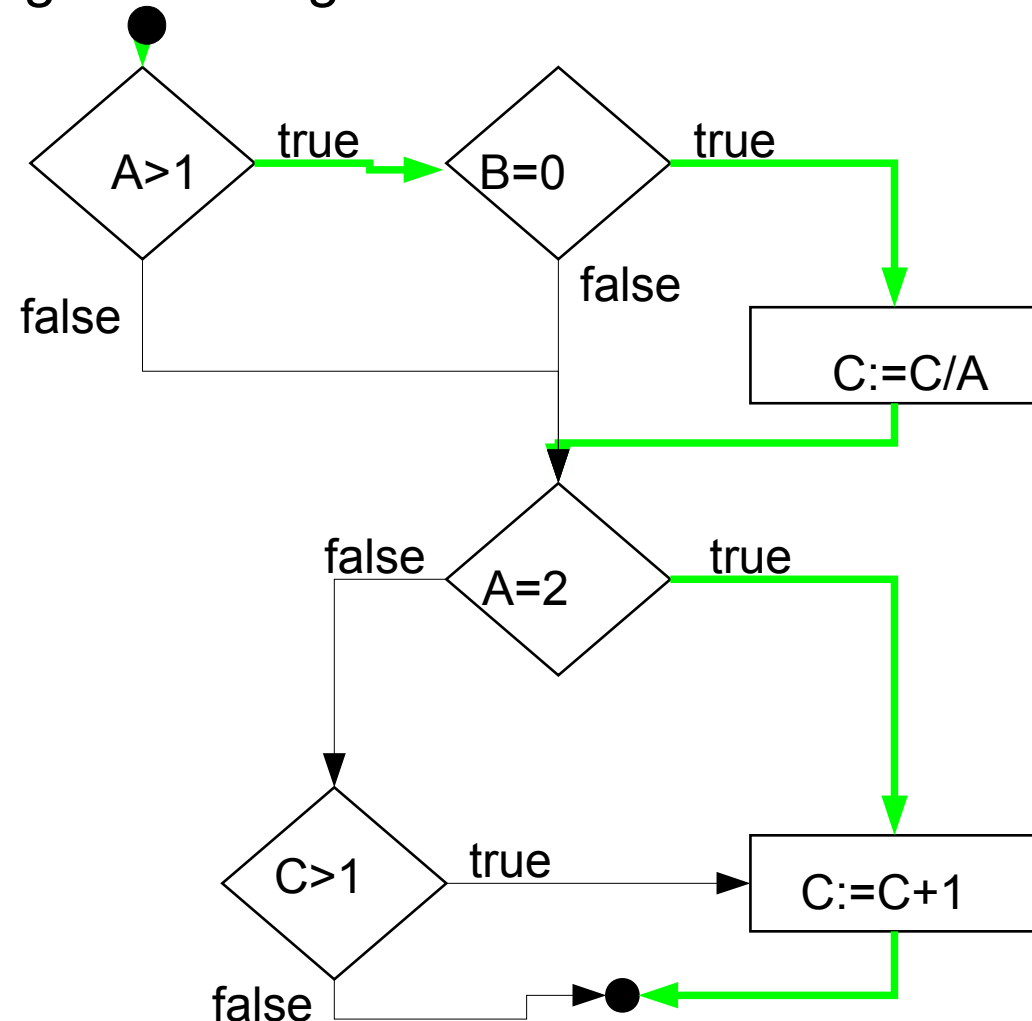 true
true
A>1
B=0
false
false
C:=C/A
false
true
A=2
true
C>1
C:=C+1
false